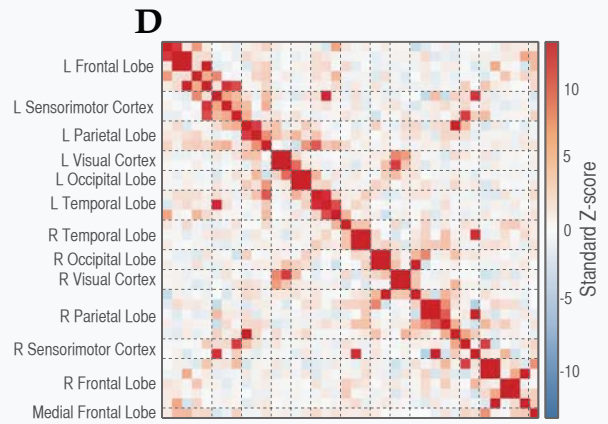 D
L Frontal Lobe
L Sensorimotor Cortex
L Parietal Lobe
L Visual Cortex
L Occipital Lobe
L Temporal Lobe
R Temporal Lobe
R Occipital Lobe
R Visual Cortex
R Parietal Lobe
R Sensorimotor Cortex
R Frontal Lobe
Medial Frontal Lobe
10
5
0
-5
-10
Standard Z-score